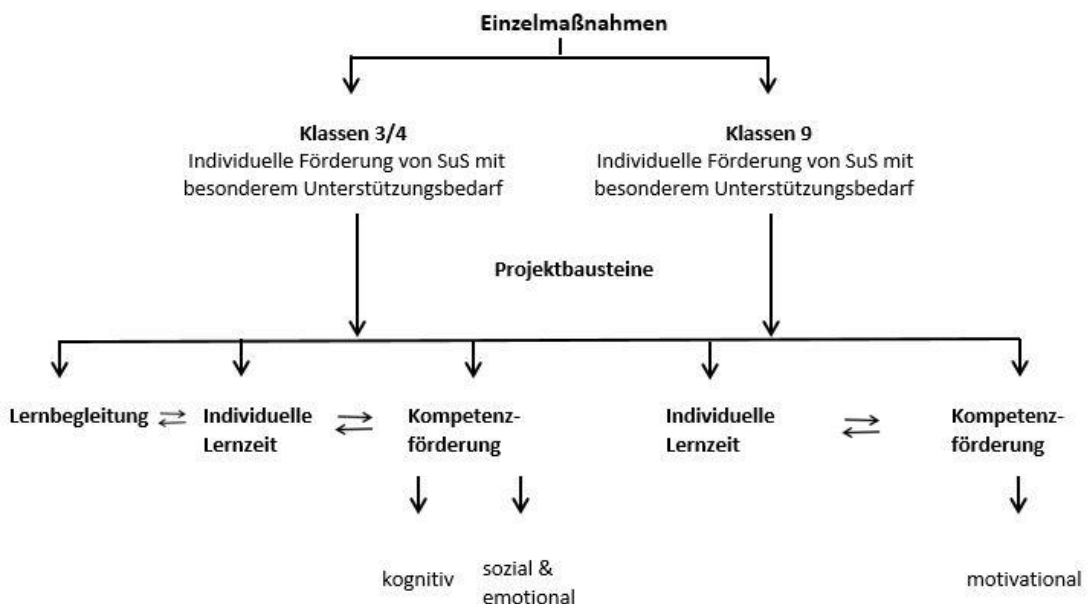 Einzelmaßnahmen
Klassen 3/4
Individuelle Förderung von SuS mit
besonderem Unterstützungsbedarf
Klassen 9
Individuelle Förderung von SuS mit
besonderem Unterstützungsbedarf
Projektbausteine
Lernbegleitung
Individuelle
Lernzeit
Kompetenz-
förderung
Individuelle
Lernzeit
Kompetenz-
förderung
kognitiv
sozial &
emotional
motivational